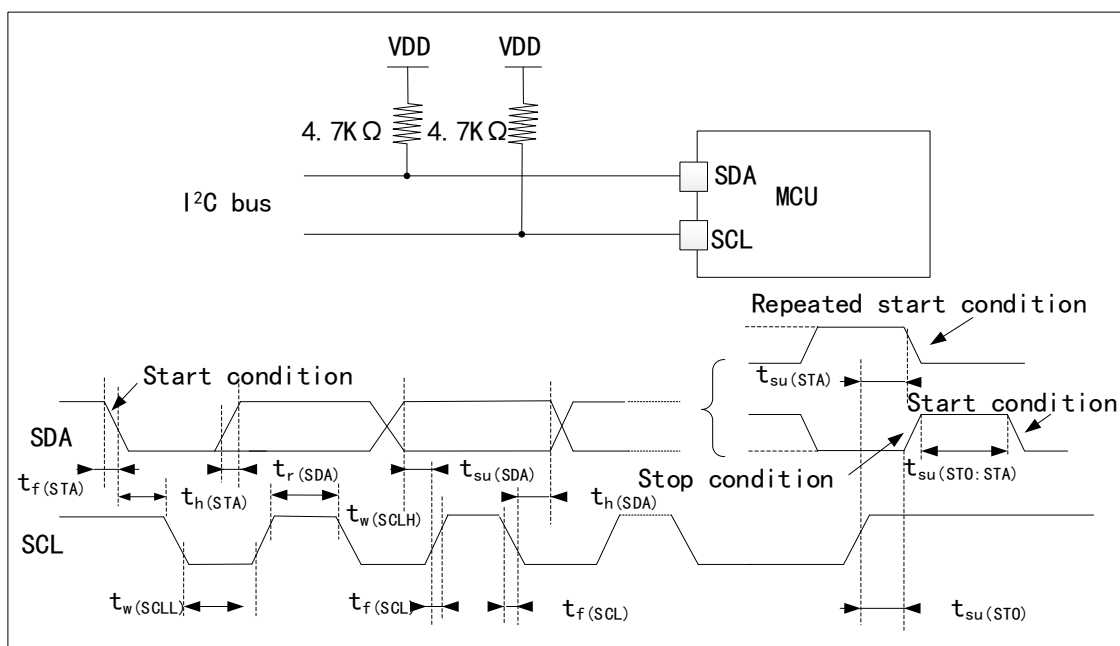 VDD VDD
4.7KΩ 4.7KΩ
SDA
MCU
I²C bus
SCL
Repeated start condition
Start condition
tsu(STA)
Start condition
SDA
tf(STA)
th(STA)
tr(SDA)
tsu(SDA)
Stop condition
tsu(STO:STA)
tw(SCLH)
th(SDA)
SCL
tw(SCLL)
tf(SCL)
tf(SCL)
tsu(STO)